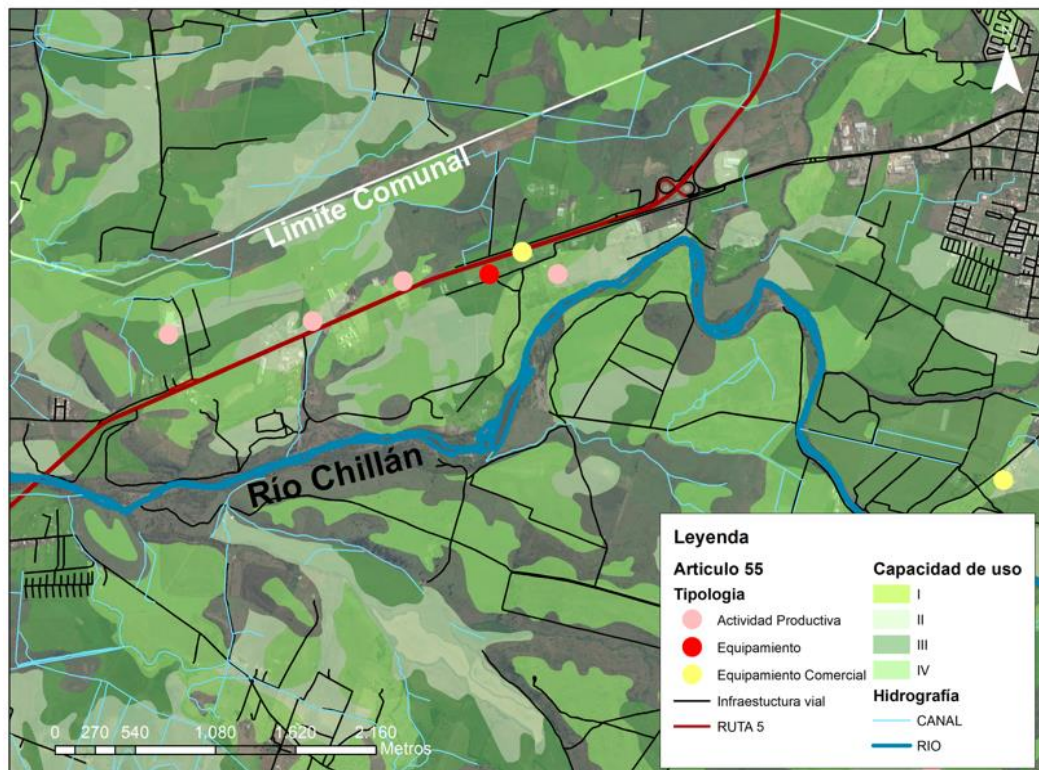 Límite Comunal
Río Chillán
Leyenda
Articulo 55
Tipologia
Actividad Productiva
Equipamiento
Equipamiento Comercial
Infraestuctura vial
RUTA 5
Capacidad de uso
I
II
III
IV
Hidrografía
CANAL
RIO
0 270 540 1.080 1.620 2.160
Metros